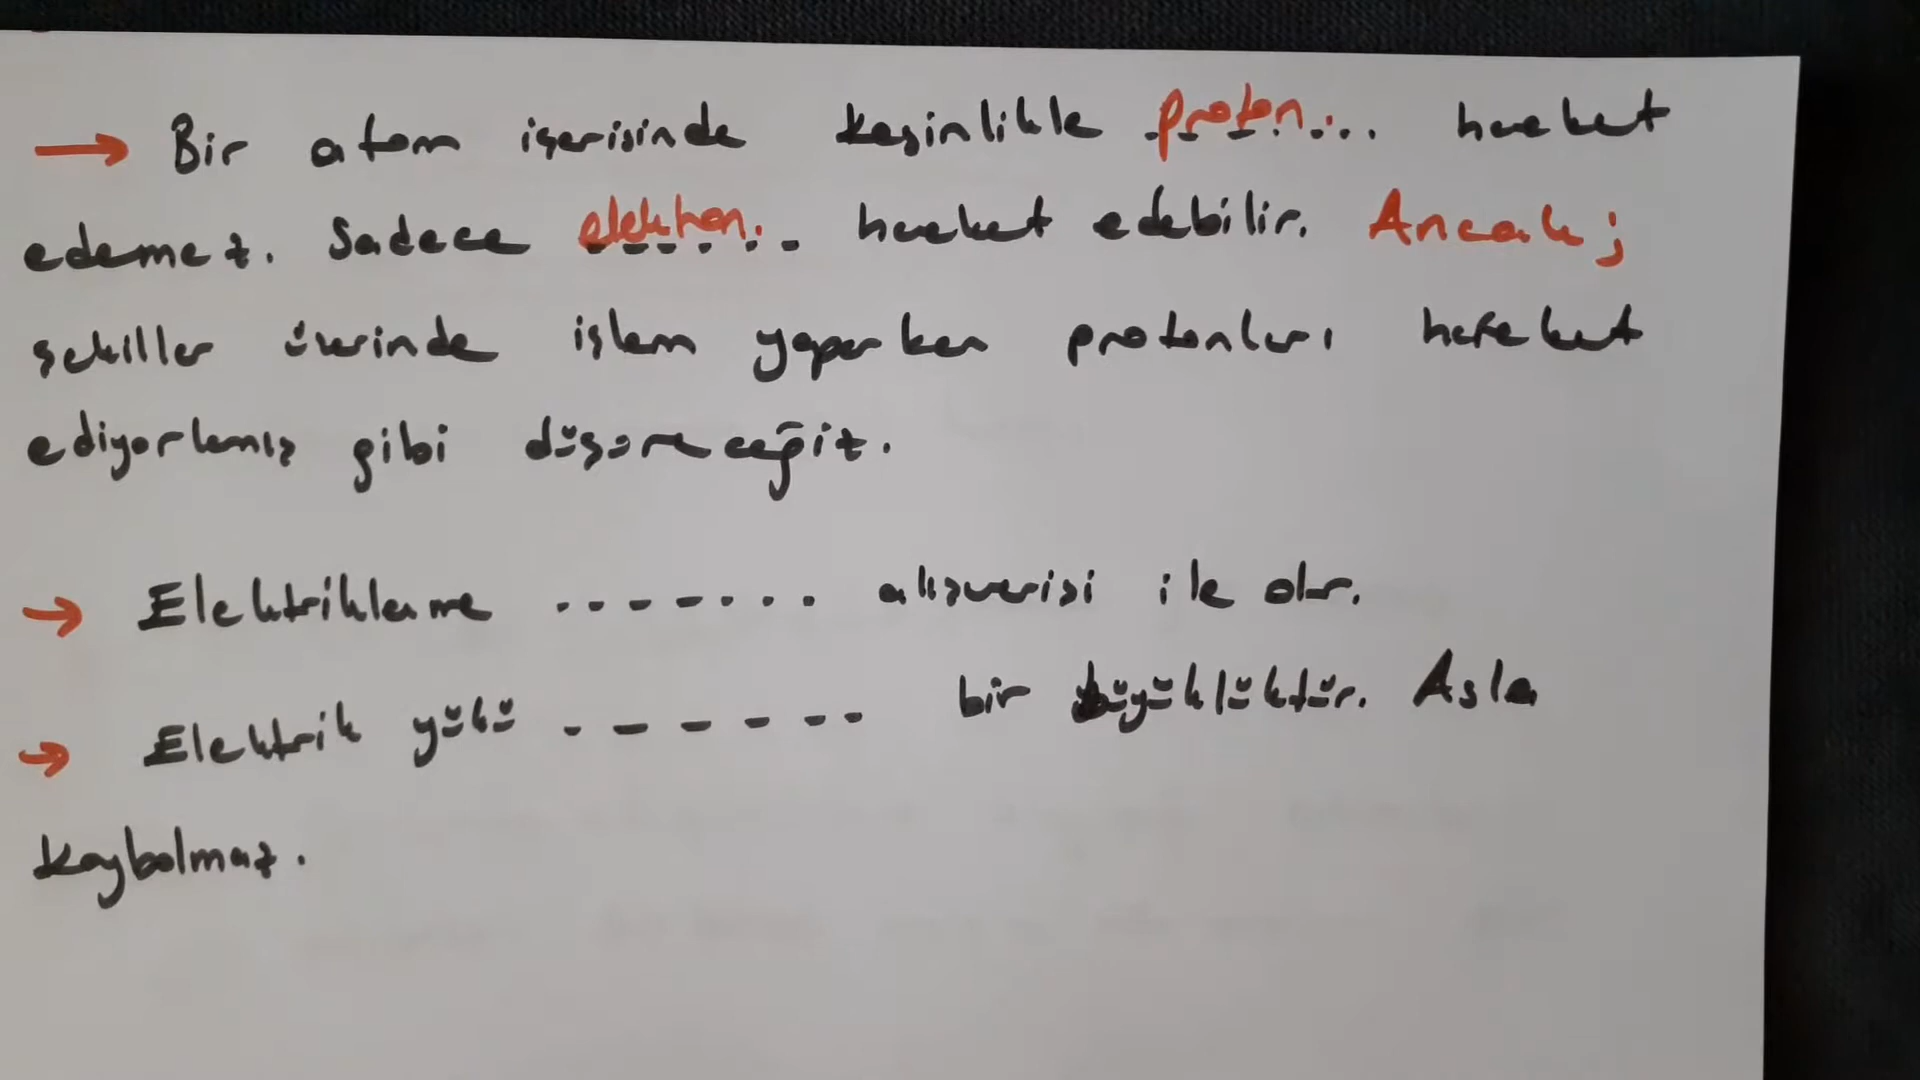 → Bir atom içerisinde kesinlikle proton.... hareket
edemez. Sadece elektron...... hareket edebilir. Ancak;
şekiller üzerinde işlem yaparken protonları hareket
ediyorlarmış gibi düşüneceğiz.
→ Elektriklenme ........ alışverişi ile olur.
→ Elektrik yükü ....... bir büyüklüktür. Asla
kaybolmaz.